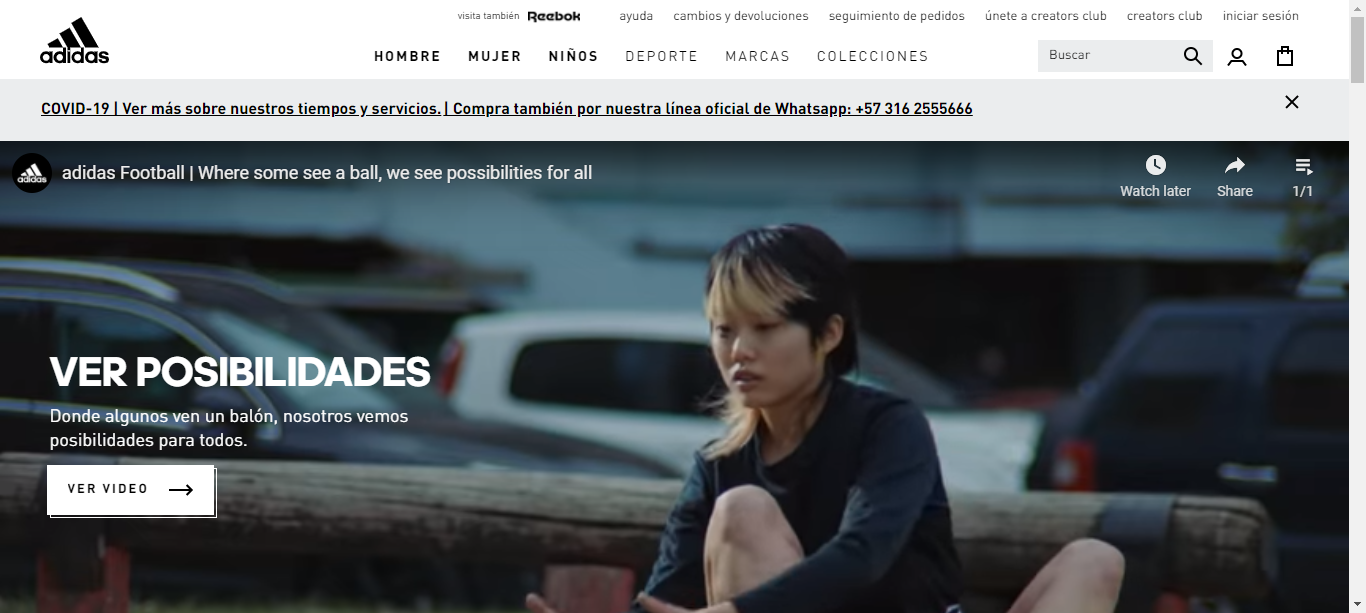 visita también Reebok ayuda cambios y devoluciones seguimiento de pedidos únete a creators club creators club iniciar sesión
adidas
HOMBRE MUJER NIÑOS DEPORTE MARCAS COLECCIONES Buscar
COVID-19 | Ver más sobre nuestros tiempos y servicios. | Compra también por nuestra línea oficial de Whatsapp: +57 316 2555666
adidas adidas Football | Where some see a ball, we see possibilities for all
Watch later Share 1/1
VER POSIBILIDADES
Donde algunos ven un balón, nosotros vemos
posibilidades para todos.
VER VIDEO